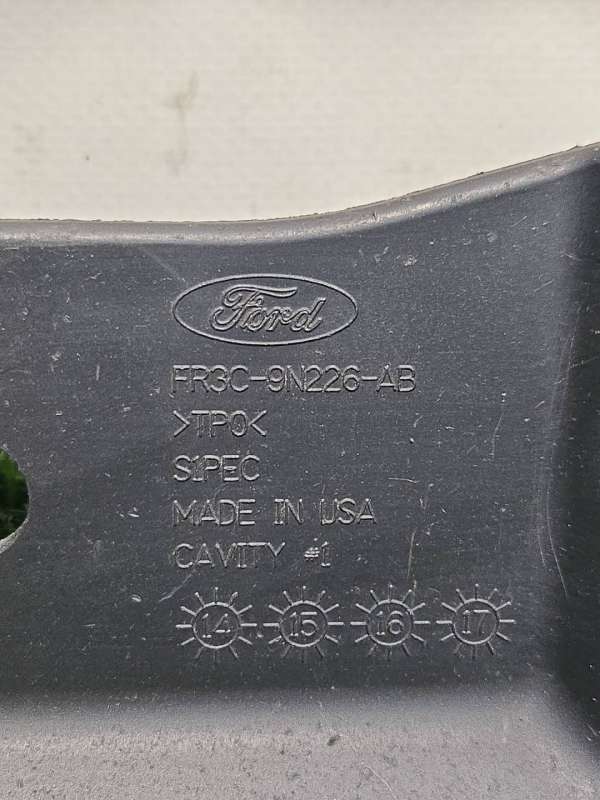 Ford
FR3C-9N226-AB
>TPO<
S1PEC
MADE IN USA
CAVITY #1
14 15 16 17